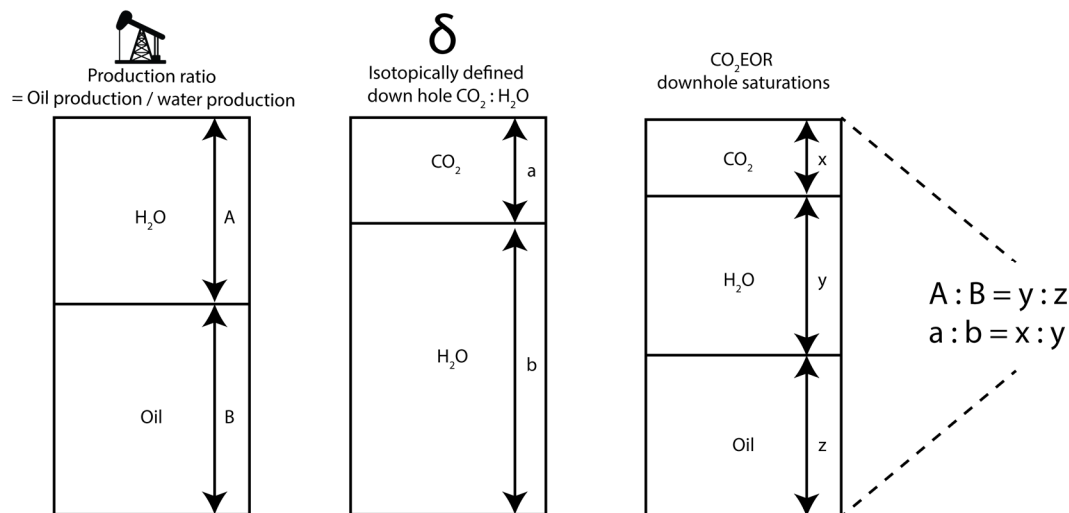 Production ratio
= Oil production / water production
H₂O
A
Oil
B
δ
Isotopically defined
down hole CO₂ : H₂O
CO₂
a
H₂O
b
CO₂EOR
downhole saturations
CO₂
x
H₂O
y
Oil
z
A : B = y : z
a : b = x : y